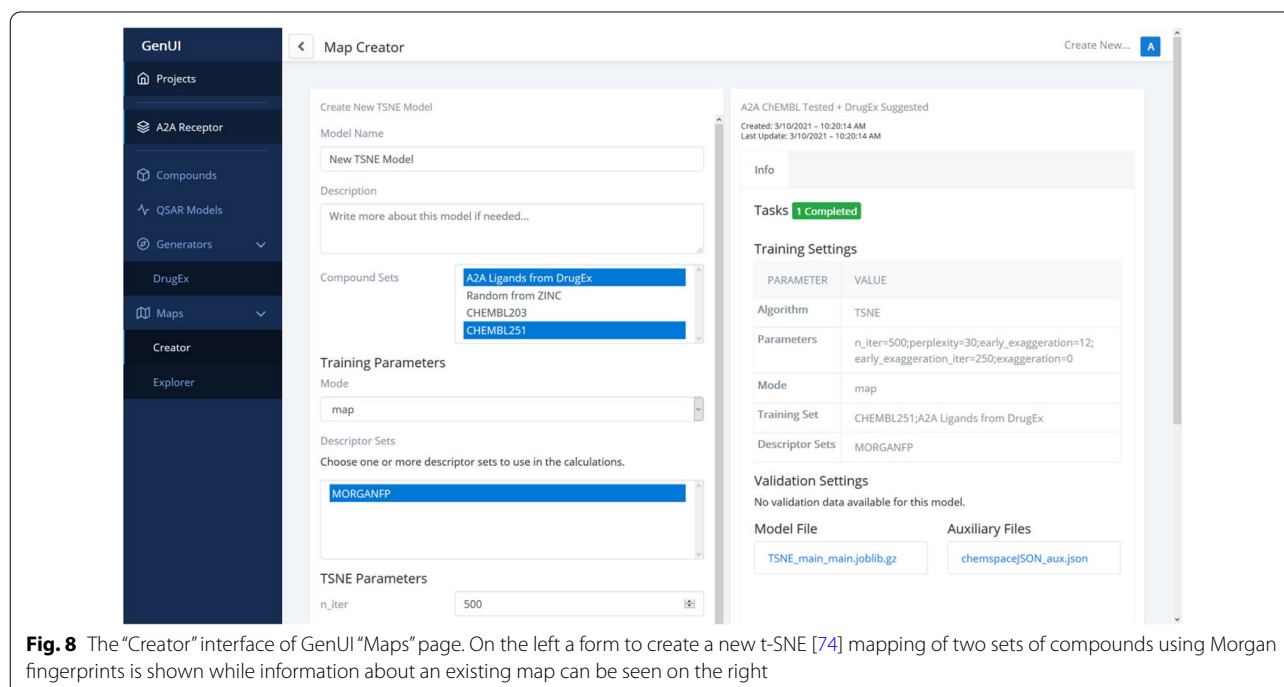 GenUI
Projects
A2A Receptor
Compounds
QSAR Models
Generators
DrugEx
Maps
Creator
Explorer
Map Creator
Create New...
A
Create New TSNE Model
Model Name
New TSNE Model
Description
Write more about this model if needed...
Compound Sets
A2A Ligands from DrugEx
Random from ZINC
CHEMBL203
CHEMBL251
Training Parameters
Mode
map
Descriptor Sets
Choose one or more descriptor sets to use in the calculations.
MORGANFP
TSNE Parameters
n_iter 500
A2A ChEMBL Tested + DrugEx Suggested
Created: 3/10/2021 – 10:20:14 AM
Last Update: 3/10/2021 – 10:20:14 AM
Info
Tasks 1 Completed
Training Settings
PARAMETER VALUE
Algorithm TSNE
Parameters n_iter=500;perplexity=30;early_exaggeration=12;
early_exaggeration_iter=250;exaggeration=0
Mode map
Training Set CHEMBL251;A2A Ligands from DrugEx
Descriptor Sets MORGANFP
Validation Settings
No validation data available for this model.
Model File Auxiliary Files
TSNE_main_main.joblib.gz chemspaceJSON_aux.json
Fig. 8 The “Creator” interface of GenUI “Maps” page. On the left a form to create a new t-SNE [74] mapping of two sets of compounds using Morgan
fingerprints is shown while information about an existing map can be seen on the right